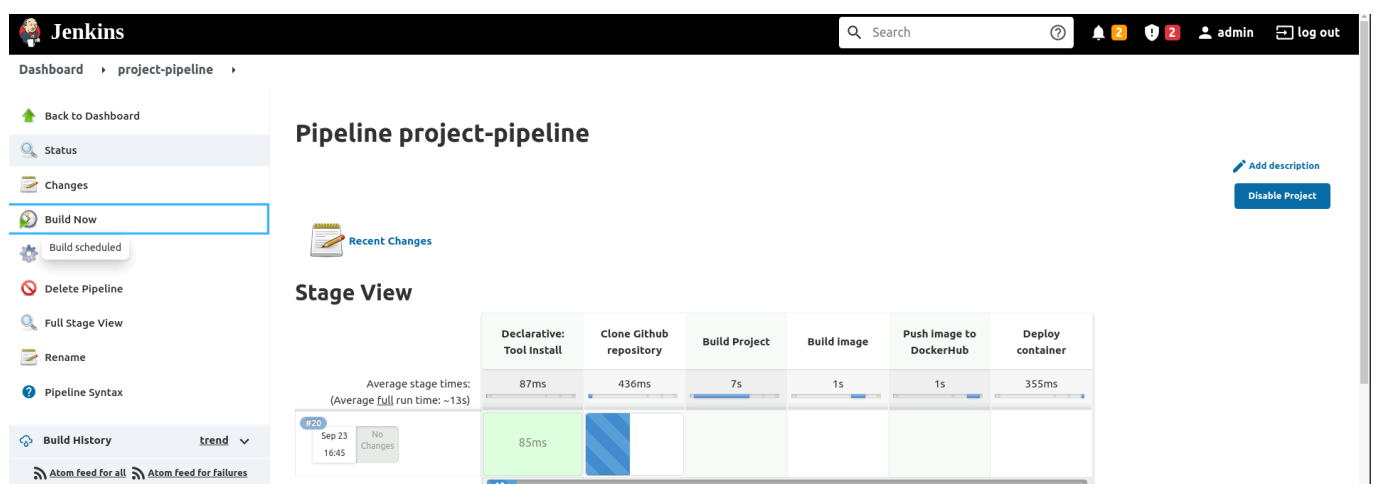 Jenkins
Search
2
2
admin
log out
Dashboard
project-pipeline
Back to Dashboard
Status
Changes
Build Now
Build scheduled
Delete Pipeline
Full Stage View
Rename
Pipeline Syntax
Build History
trend
Atom feed for all
Atom feed for failures
Pipeline project-pipeline
Add description
Disable Project
Recent Changes
Stage View
Declarative:
Tool Install
Clone Github
repository
Build Project
Build image
Push image to
DockerHub
Deploy
container
Average stage times:
(Average full run time: ~13s)
87ms
436ms
7s
1s
1s
355ms
#20
Sep 23
16:45
No
Changes
85ms